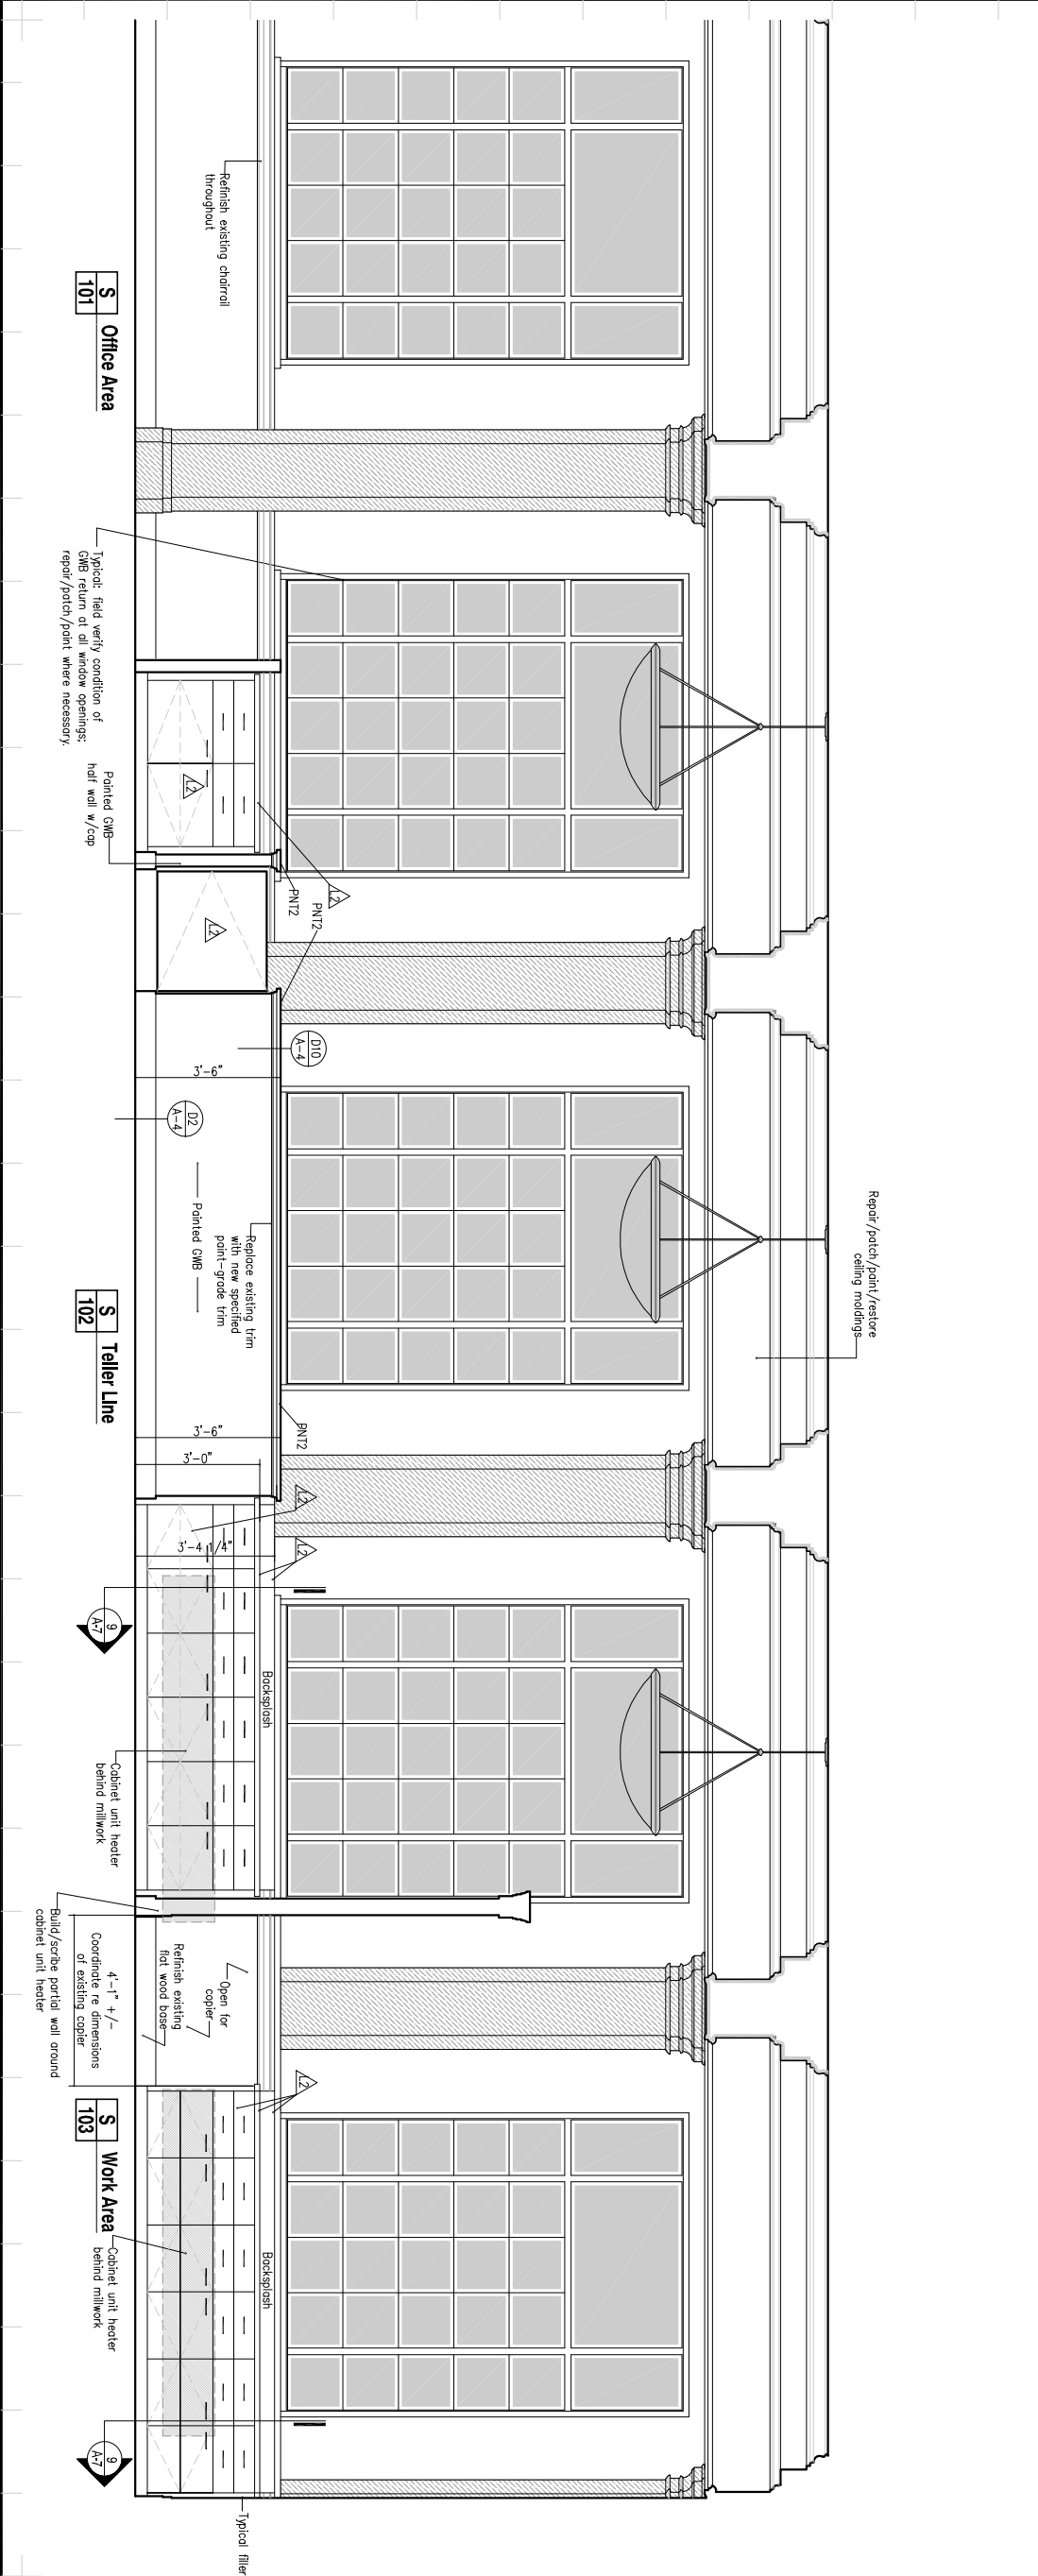 Repair/patch/paint/restore
ceiling moldings
Refinish existing chairrail
throughout
Typical: field verify condition of
GWB return at all window openings;
repair/patch/paint where necessary.
Painted GWB
half wall w/cap
L2
L2
L2
PNT2
PNT2
D10
A-4
3'-6"
D2
A-4
Painted GWB
Replace existing trim
with new specified
paint-grade trim
PNT2
3'-6"
3'-0"
3'-4 1/4"
L2
L2
9
A-7
Backsplash
Cabinet unit heater
behind millwork
Build/scribe partial wall around
cabinet unit heater
4'-1" +/-
Coordinate re dimensions
of existing copier
Refinish existing
flat wood base
Open for
copier
L2
Backsplash
Cabinet unit heater
behind millwork
9
A-7
Typical filler
S
101
Office Area
S
102
Teller Line
S
103
Work Area